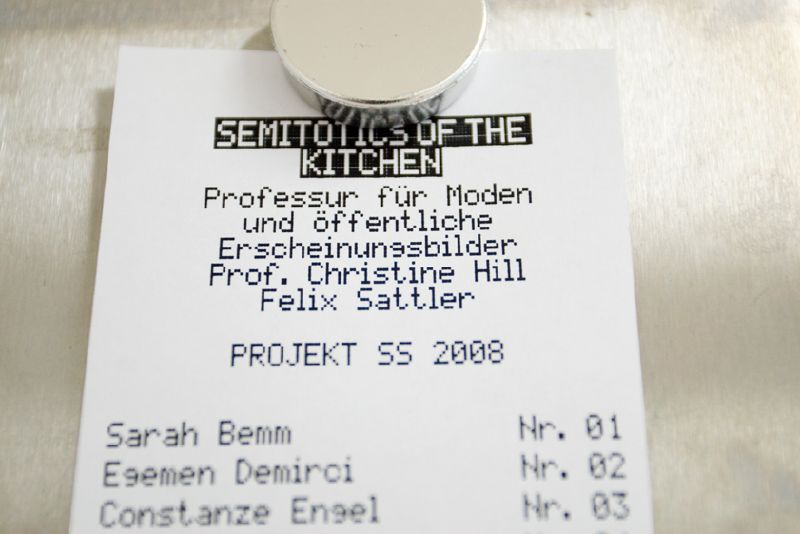 SEMITOTICS OF THE
KITCHEN
Professur für Moden
und öffentliche
Erscheinungsbilder
Prof. Christine Hill
Felix Sattler
PROJEKT SS 2008
Sarah Bemm Nr. 01
Egemen Demirci Nr. 02
Constanze Engel Nr. 03